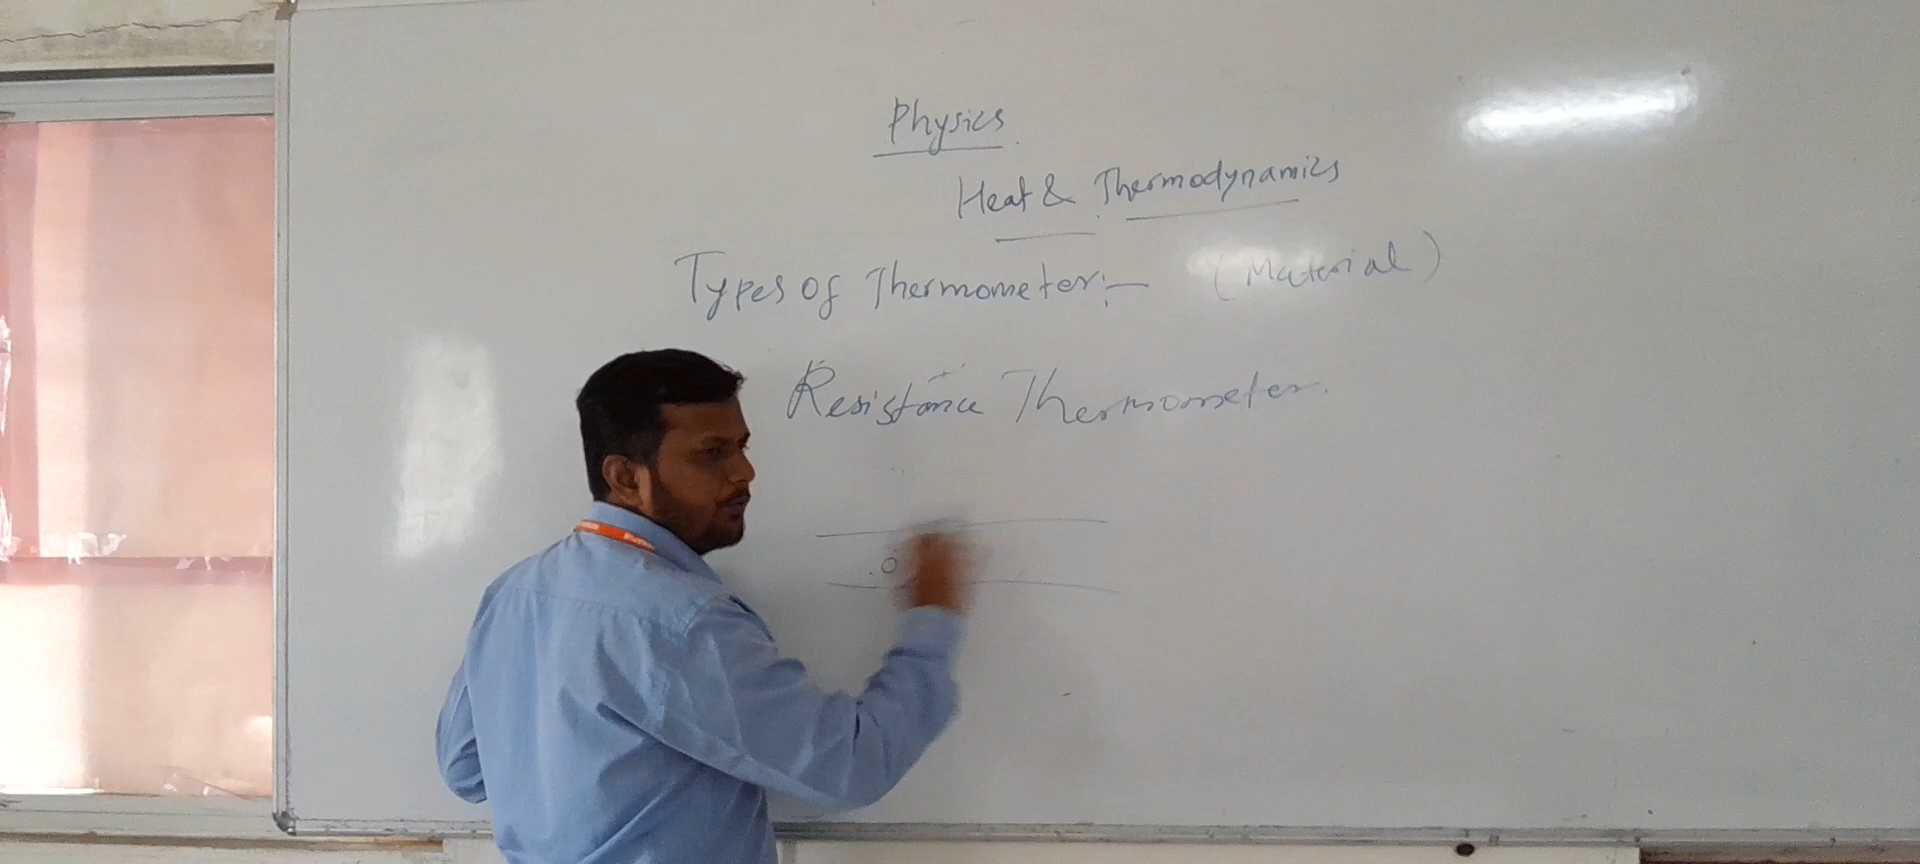 Physics
Heat & Thermodynamics
Types of Thermometer:- (Material)
Resistance Thermometer.